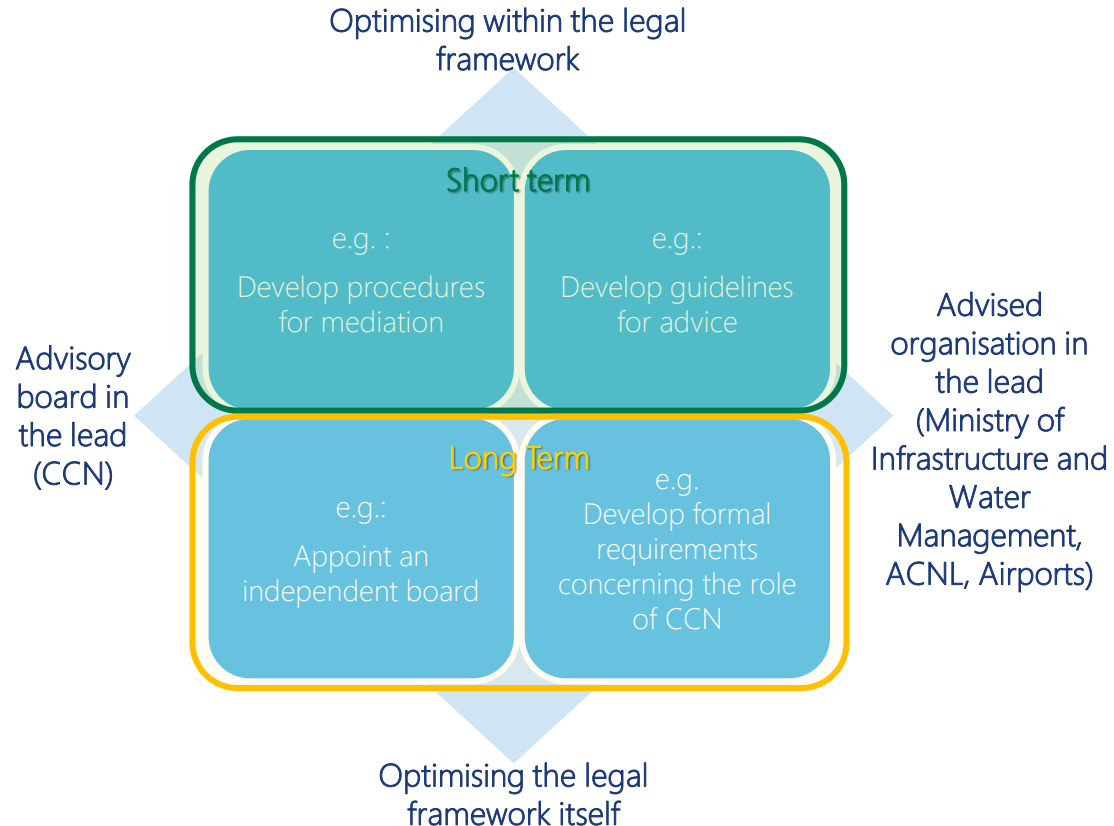 Optimising within the legal
framework
Short term
e.g. :
Develop procedures
for mediation
e.g.:
Develop guidelines
for advice
Advisory
board in
the lead
(CCN)
Advised
organisation in
the lead
(Ministry of
Infrastructure and
Water
Management,
ACNL, Airports)
Long Term
e.g.:
Appoint an
independent board
e.g.
Develop formal
requirements
concerning the role
of CCN
Optimising the legal
framework itself